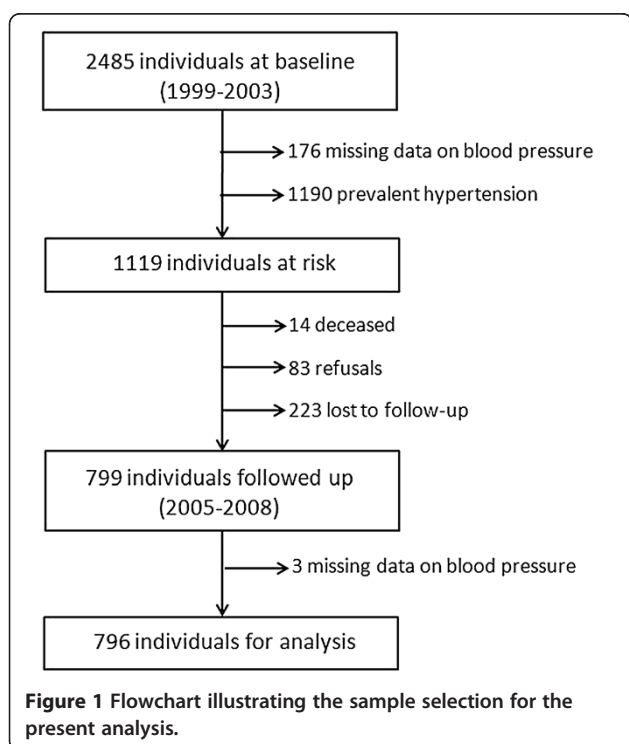 2485 individuals at baseline
(1999-2003)
176 missing data on blood pressure
1190 prevalent hypertension
1119 individuals at risk
14 deceased
83 refusals
223 lost to follow-up
799 individuals followed up
(2005-2008)
3 missing data on blood pressure
796 individuals for analysis
Figure 1 Flowchart illustrating the sample selection for the
present analysis.